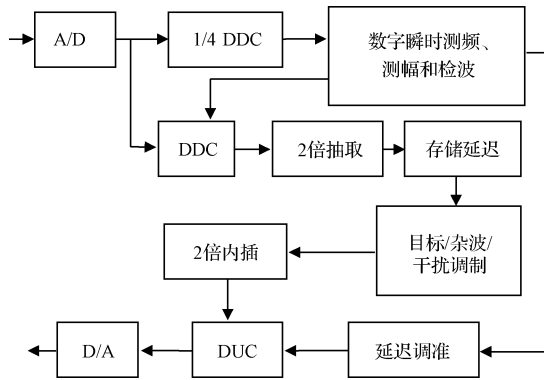 A/D
1/4 DDC
数字瞬时测频、
测幅和检波
DDC
2倍抽取
存储延迟
目标/杂波/
干扰调制
2倍内插
D/A
DUC
延迟调准